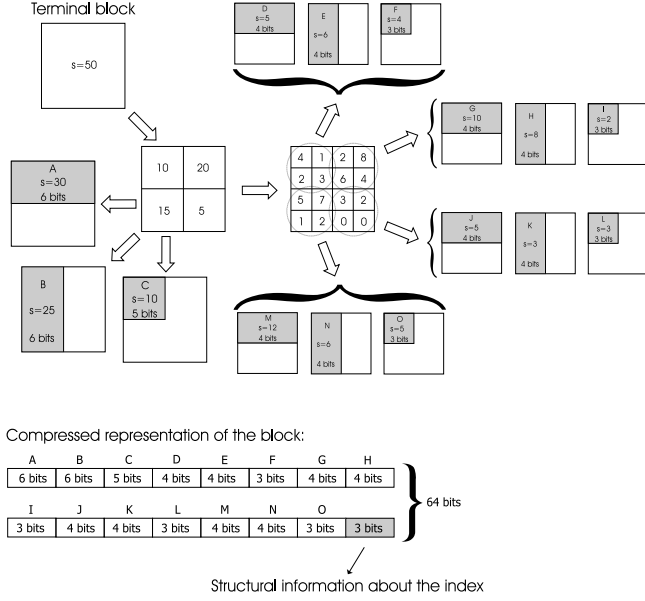 Terminal block
s=50
D
s=5
4 bits
E
s=6
4 bits
F
s=4
3 bits
A
s=30
6 bits
10 20
15 5
4 1 2 8
2 3 6 4
5 7 3 2
1 2 0 0
G
s=10
4 bits
H
s=8
4 bits
I
s=2
3 bits
J
s=5
4 bits
K
s=3
4 bits
L
s=3
3 bits
B
s=25
6 bits
C
s=10
5 bits
M
s=12
4 bits
N
s=6
4 bits
O
s=5
3 bits
Compressed representation of the block:
A B C D E F G H
6 bits 6 bits 5 bits 4 bits 4 bits 3 bits 4 bits 4 bits
64 bits
I J K L M N O
3 bits 4 bits 4 bits 3 bits 4 bits 4 bits 3 bits 3 bits
Structural information about the index